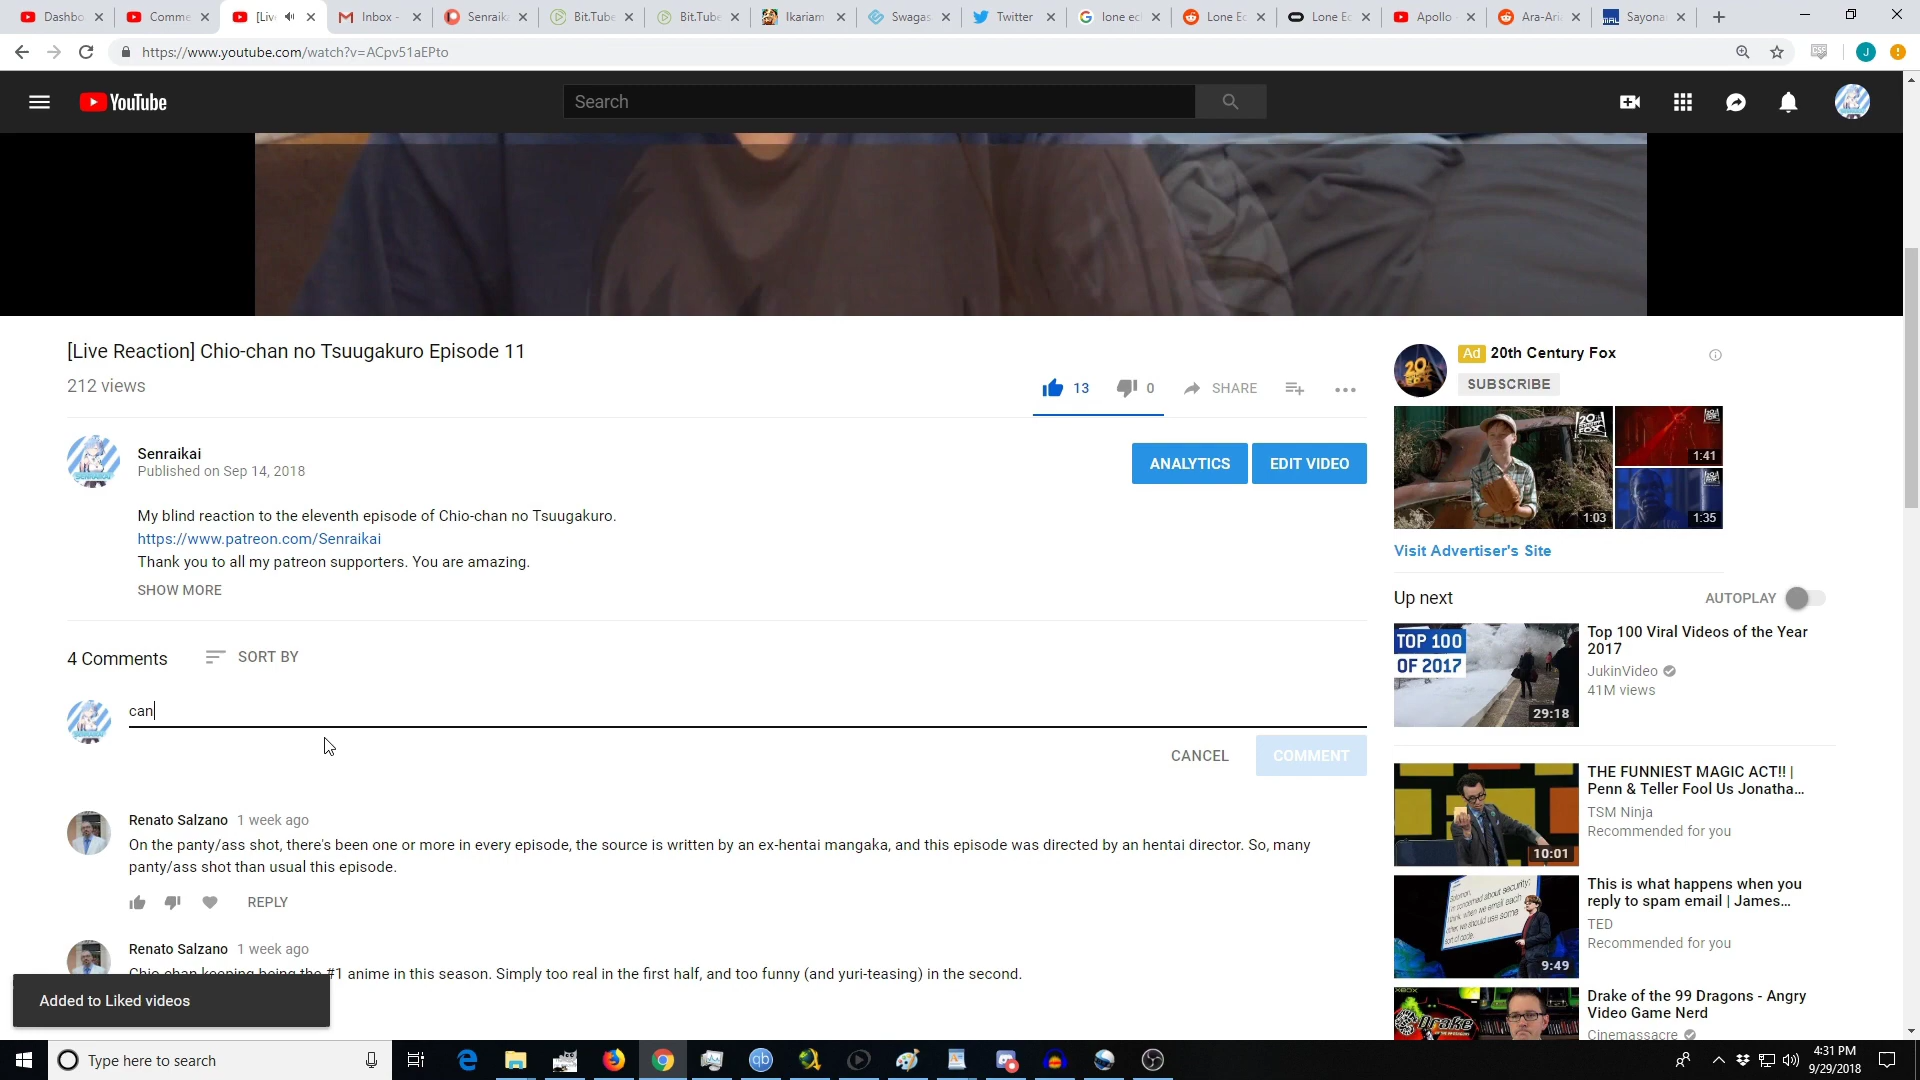 Dashbo
Comme
[Liv
Inbox -
Senraik
Bit.Tube
Bit.Tube
Ikariam
Swagas
Twitter
lone ec
Lone Ec
Lone Ec
Apollo
Ara-Ari
Sayona
https://www.youtube.com/watch?v=ACpv51aEPto
J
YouTube
Search
[Live Reaction] Chio-chan no Tsuugakuro Episode 11
212 views
13
0
SHARE
Senraikai
Published on Sep 14, 2018
ANALYTICS
EDIT VIDEO
My blind reaction to the eleventh episode of Chio-chan no Tsuugakuro.
https://www.patreon.com/Senraikai
Thank you to all my patreon supporters. You are amazing.
SHOW MORE
4 Comments
SORT BY
can
CANCEL
COMMENT
Renato Salzano 1 week ago
On the panty/ass shot, there's been one or more in every episode, the source is written by an ex-hentai mangaka, and this episode was directed by an hentai director. So, many
panty/ass shot than usual this episode.
REPLY
Renato Salzano 1 week ago
Chio-chan keeping being the #1 anime in this season. Simply too real in the first half, and too funny (and yuri-teasing) in the second.
Added to Liked videos
Ad 20th Century Fox
SUBSCRIBE
1:03
1:41
1:35
Visit Advertiser's Site
Up next
AUTOPLAY
TOP 100
OF 2017
29:18
Top 100 Viral Videos of the Year
2017
JukinVideo
41M views
10:01
THE FUNNIEST MAGIC ACT!! |
Penn & Teller Fool Us Jonatha...
TSM Ninja
Recommended for you
9:49
This is what happens when you
reply to spam email | James...
TED
Recommended for you
Drake of the 99 Dragons - Angry
Video Game Nerd
Cinemassacre
Type here to search
4:31 PM
9/29/2018